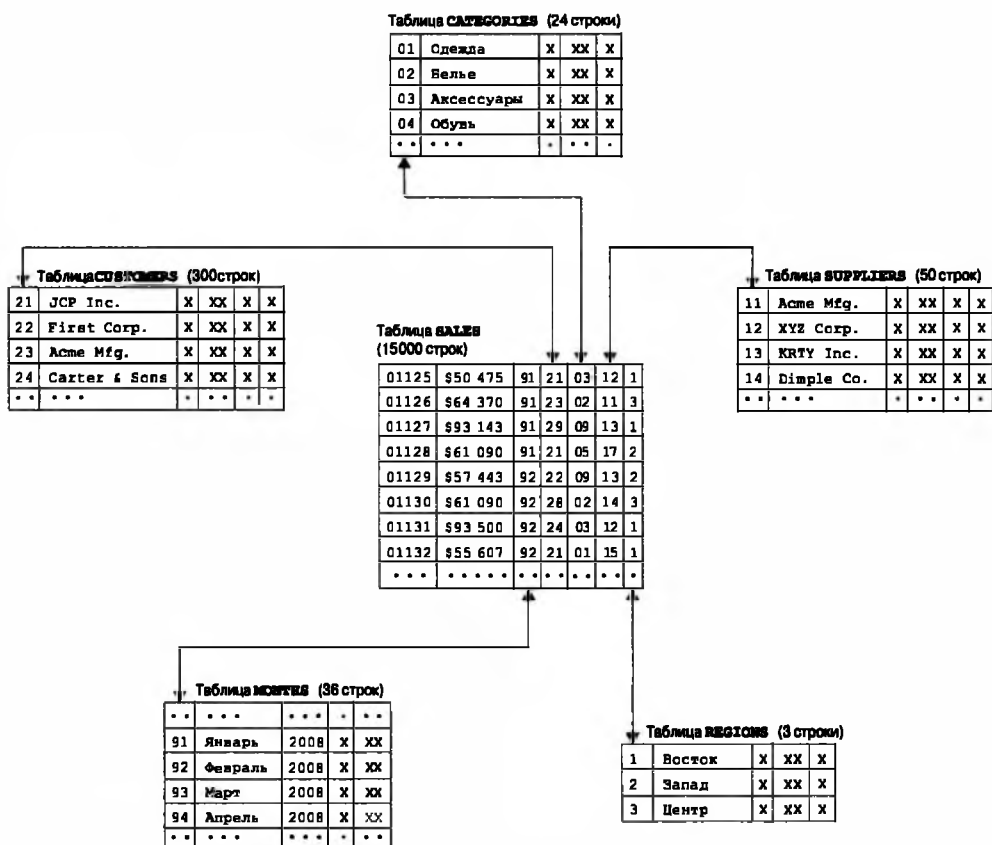 Таблица CATEGORIES (24 строки)
01 Одежда X XX X
02 Белье X XX X
03 Аксессуары X XX X
04 Обувь X XX X
.. ... . .. .
Таблица CUSTOMERS (300 строк)
21 JCP Inc. X XX X X
22 First Corp. X XX X X
23 Acme Mfg. X XX X X
24 Carter & Sons X XX X X
.. ... . .. . .
Таблица SUPPLIERS (50 строк)
11 Acme Mfg. X XX X X
12 XYZ Corp. X XX X X
13 KRTY Inc. X XX X X
14 Dimple Co. X XX X X
.. ... . .. . .
Таблица SALES
(15000 строк)
01125 $50 475 91 21 03 12 1
01126 $64 370 91 23 02 11 3
01127 $93 143 91 29 09 13 1
01128 $61 090 91 21 05 17 2
01129 $57 443 92 22 09 13 2
01130 $61 090 92 28 02 14 3
01131 $93 500 92 24 03 12 1
01132 $55 607 92 21 01 15 1
... ..... .. .. .. .. .
Таблица MONTHS (36 строк)
.. ... ... . ..
91 Январь 2008 X XX
92 Февраль 2008 X XX
93 Март 2008 X XX
94 Апрель 2008 X XX
.. ... ... . ..
Таблица REGIONS (3 строки)
1 Восток X XX X
2 Запад X XX X
3 Центр X XX X